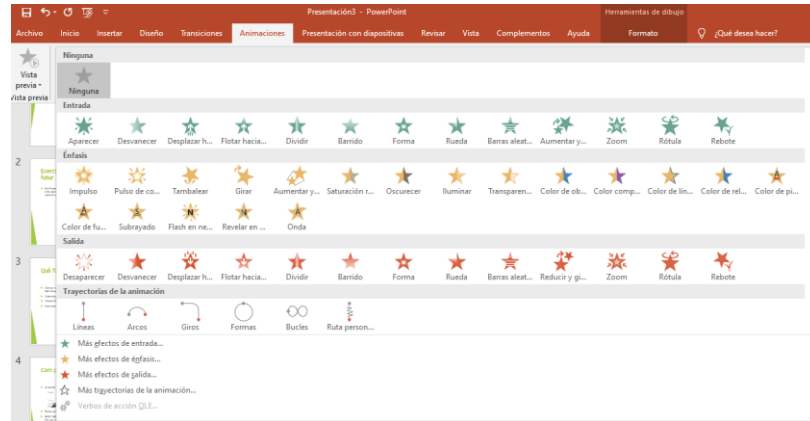 Presentación3 - PowerPoint
Herramientas de dibujo
Archivo Inicio Insertar Diseño Transiciones Animaciones Presentación con diapositivas Revisar Vista Complementos Ayuda Formato ¿Qué desea hacer?
Vista previa
Vista previa
Ninguna
Ninguna
Entrada
Aparecer Desvanecer Desplazar h... Flotar hacia... Dividir Barrido Forma Rueda Barras aleat... Aumentar y... Zoom Rótula Rebote
Énfasis
Impulso Pulso de co... Tambalear Girar Aumentar y... Saturación r... Oscurecer Iluminar Transparen... Color de ob... Color comp... Color de lín... Color de rel... Color de pi...
Color de fu... Subrayado Flash en ne... Revelar en ... Onda
Salida
Desaparecer Desvanecer Desplazar h... Flotar hacia... Dividir Barrido Forma Rueda Barras aleat... Reducir y gi... Zoom Rótula Rebote
Trayectorias de la animación
Líneas Arcos Giros Formas Bucles Ruta person...
Más efectos de entrada...
Más efectos de énfasis...
Más efectos de salida...
Más trayectorias de la animación...
Verbos de acción OLE...
2
3
4